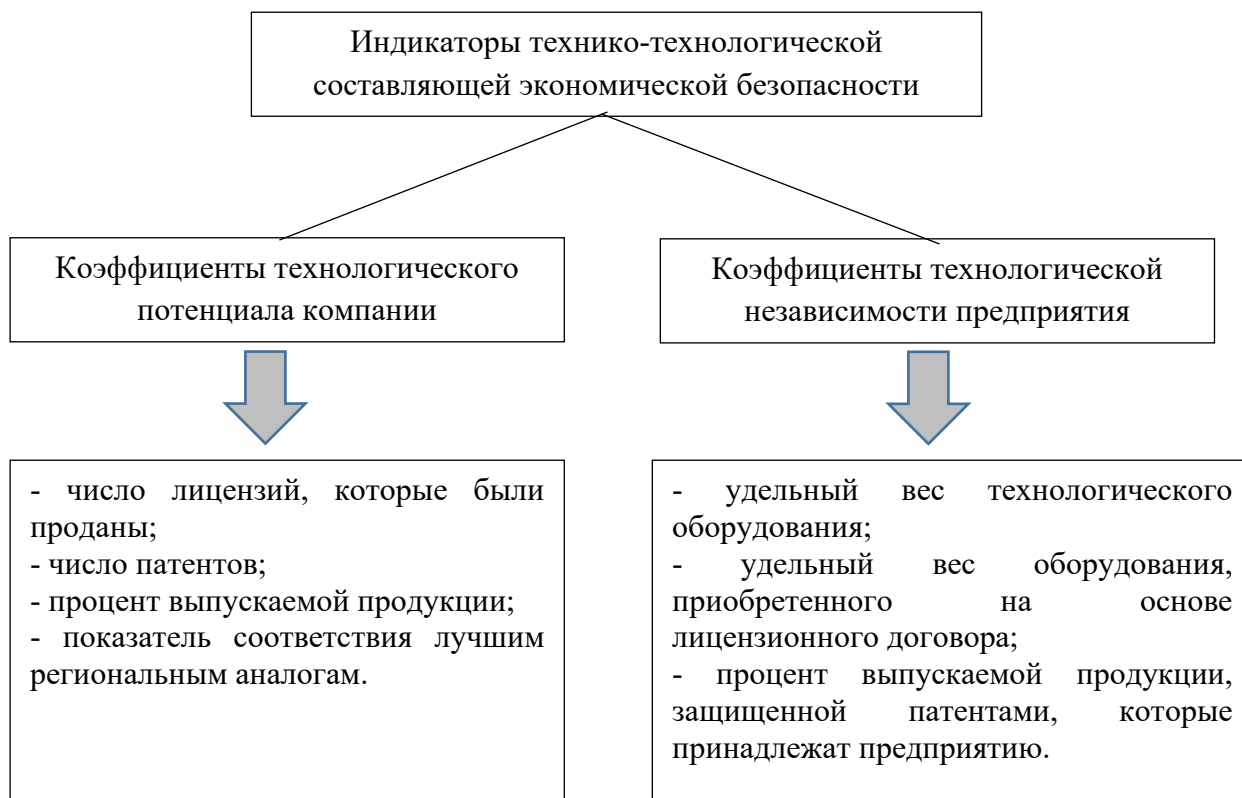 Индикаторы технико-технологической
составляющей экономической безопасности
Коэффициенты технологического
потенциала компании
Коэффициенты технологической
независимости предприятия
- число лицензий, которые были
проданы;
- число патентов;
- процент выпускаемой продукции;
- показатель соответствия лучшим
региональным аналогам.
- удельный вес технологического
оборудования;
- удельный вес оборудования,
приобретенного на основе
лицензионного договора;
- процент выпускаемой продукции,
защищенной патентами, которые
принадлежат предприятию.